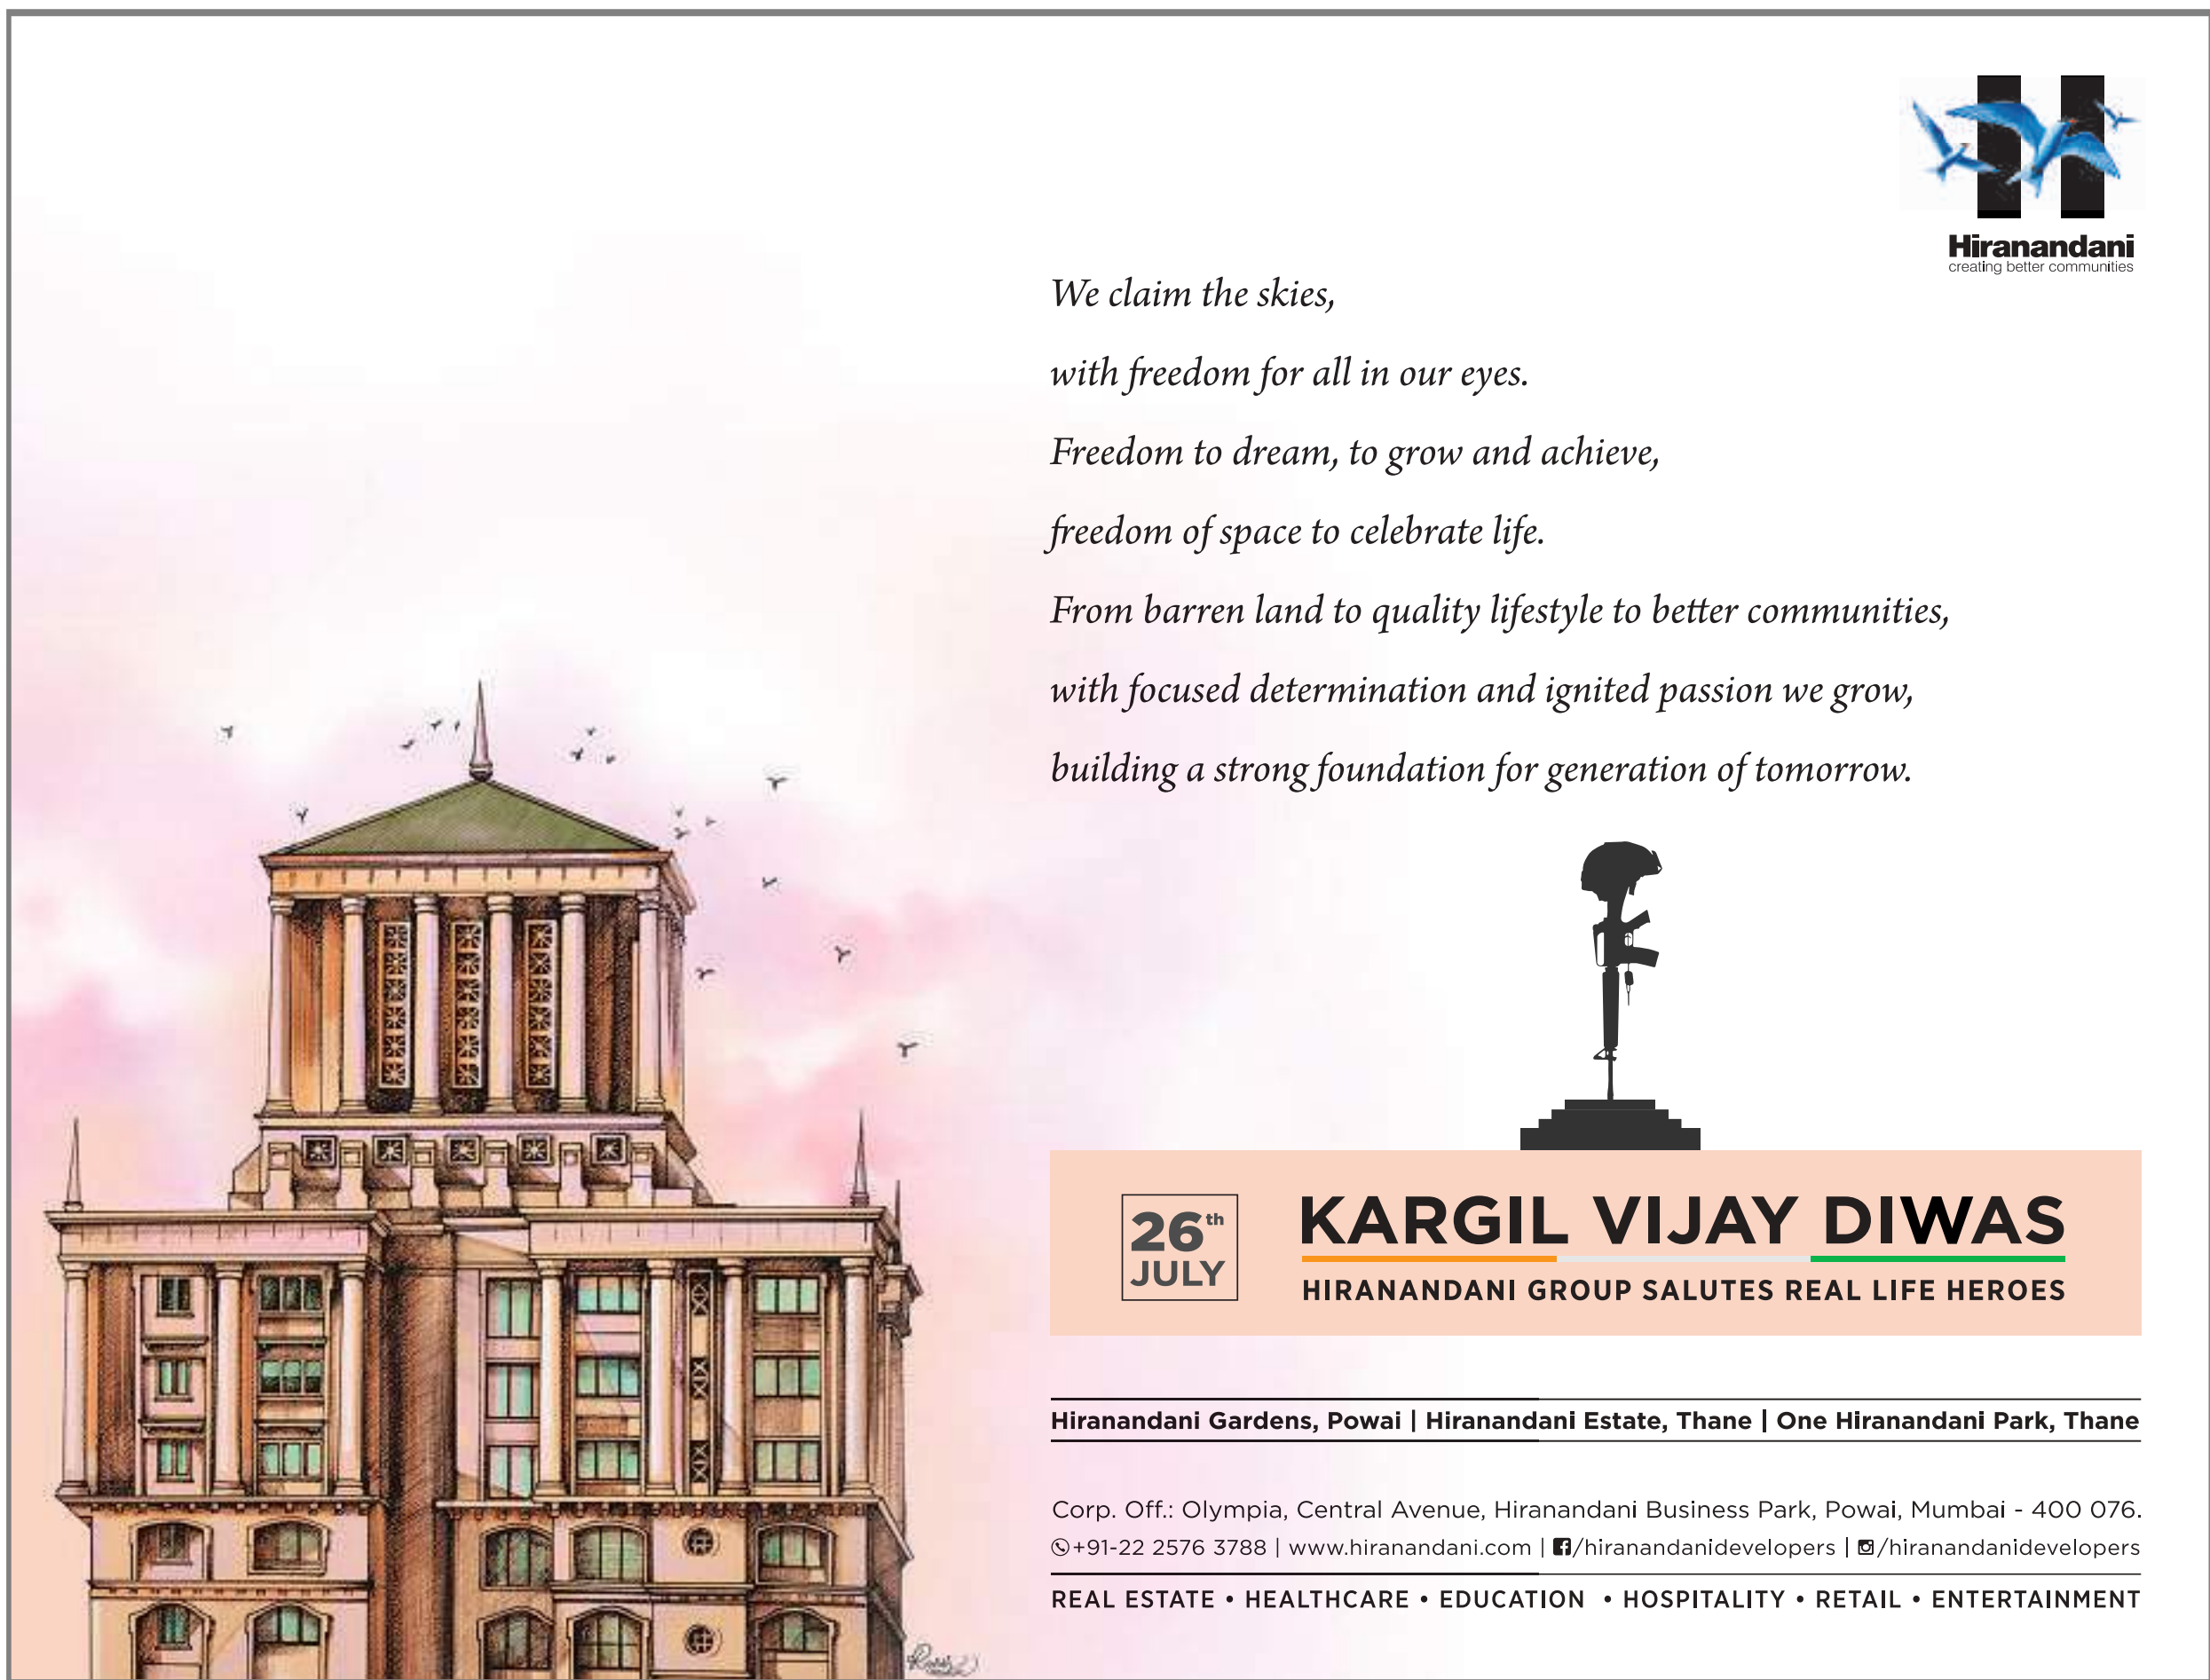 Hiranandani
creating better communities
We claim the skies,
with freedom for all in our eyes.
Freedom to dream, to grow and achieve,
freedom of space to celebrate life.
From barren land to quality lifestyle to better communities,
with focused determination and ignited passion we grow,
building a strong foundation for generation of tomorrow.
26th
JULY
KARGIL VIJAY DIWAS
HIRANANDANI GROUP SALUTES REAL LIFE HEROES
Hiranandani Gardens, Powai | Hiranandani Estate, Thane | One Hiranandani Park, Thane
Corp. Off.: Olympia, Central Avenue, Hiranandani Business Park, Powai, Mumbai - 400 076.
+91-22 2576 3788 | www.hiranandani.com | /hiranandanidevelopers | /hiranandanidevelopers
REAL ESTATE • HEALTHCARE • EDUCATION • HOSPITALITY • RETAIL • ENTERTAINMENT